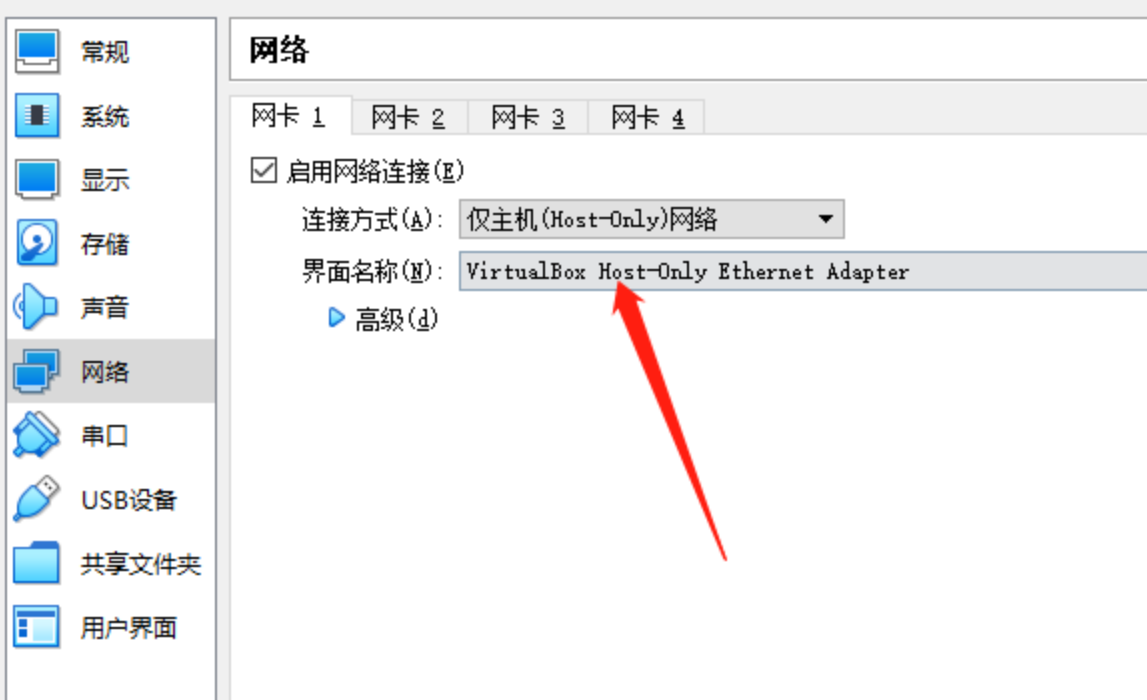 常规
系统
显示
存储
声音
网络
串口
USB设备
共享文件夹
用户界面
网络
网卡 1 网卡 2 网卡 3 网卡 4
启用网络连接(E)
连接方式(A): 仅主机(Host-Only)网络
界面名称(N): VirtualBox Host-Only Ethernet Adapter
高级(d)